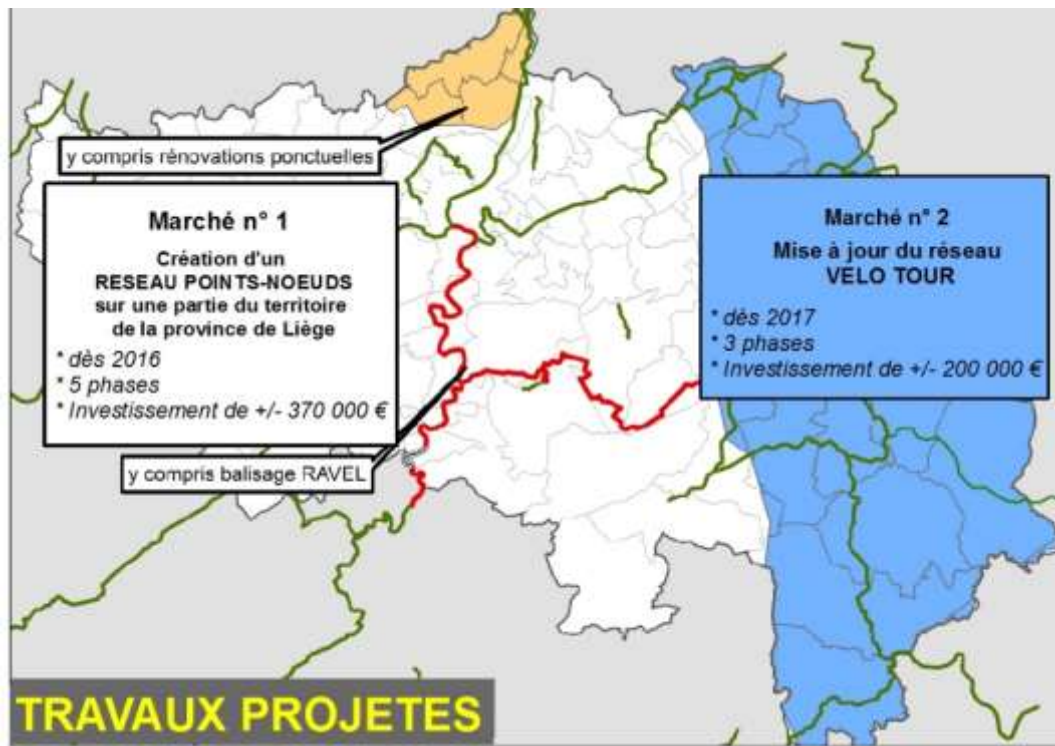 y compris rénovations ponctuelles
Marché n° 1
Création d'un
RESEAU POINTS-NOEUDS
sur une partie du territoire
de la province de Liège
* dès 2016
* 5 phases
* Investissement de +/- 370 000 €
y compris balisage RAVEL
Marché n° 2
Mise à jour du réseau
VELO TOUR
* dès 2017
* 3 phases
* Investissement de +/- 200 000 €
TRAVAUX PROJETES